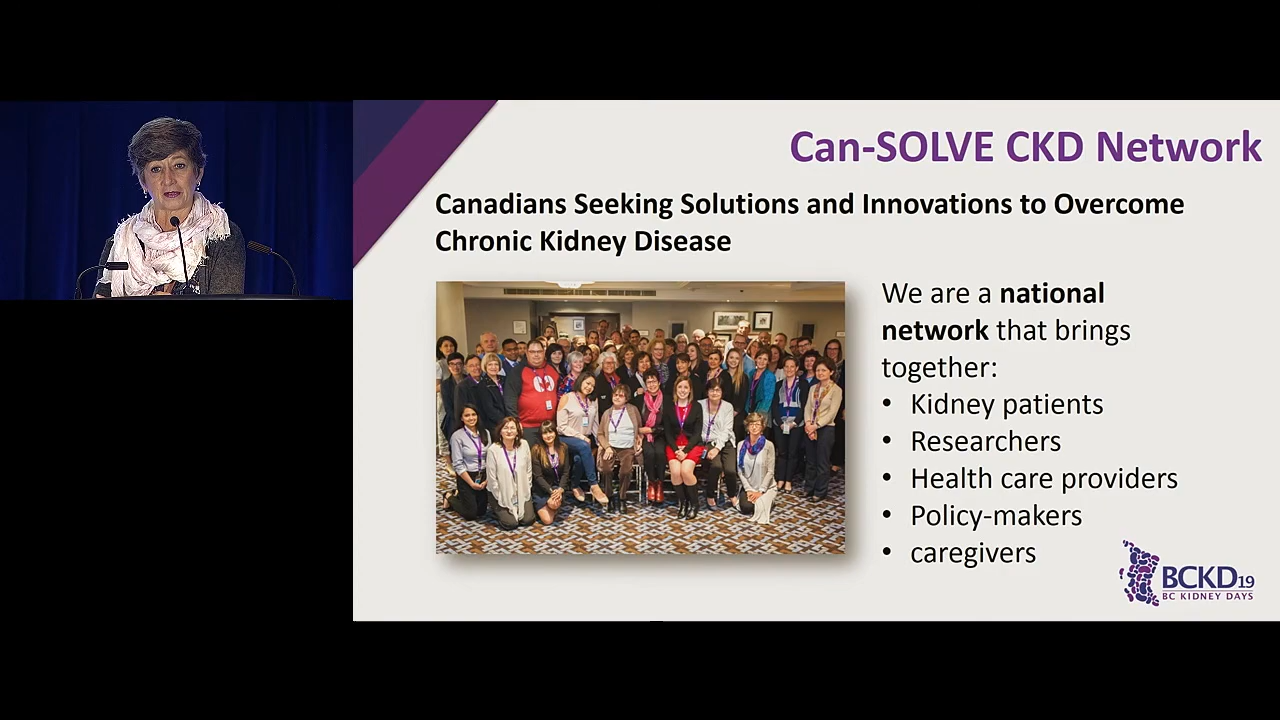 Can-SOLVE CKD Network
Canadians Seeking Solutions and Innovations to Overcome
Chronic Kidney Disease
We are a national
network that brings
together:
• Kidney patients
• Researchers
• Health care providers
• Policy-makers
• caregivers
BCKD19
BC KIDNEY DAYS